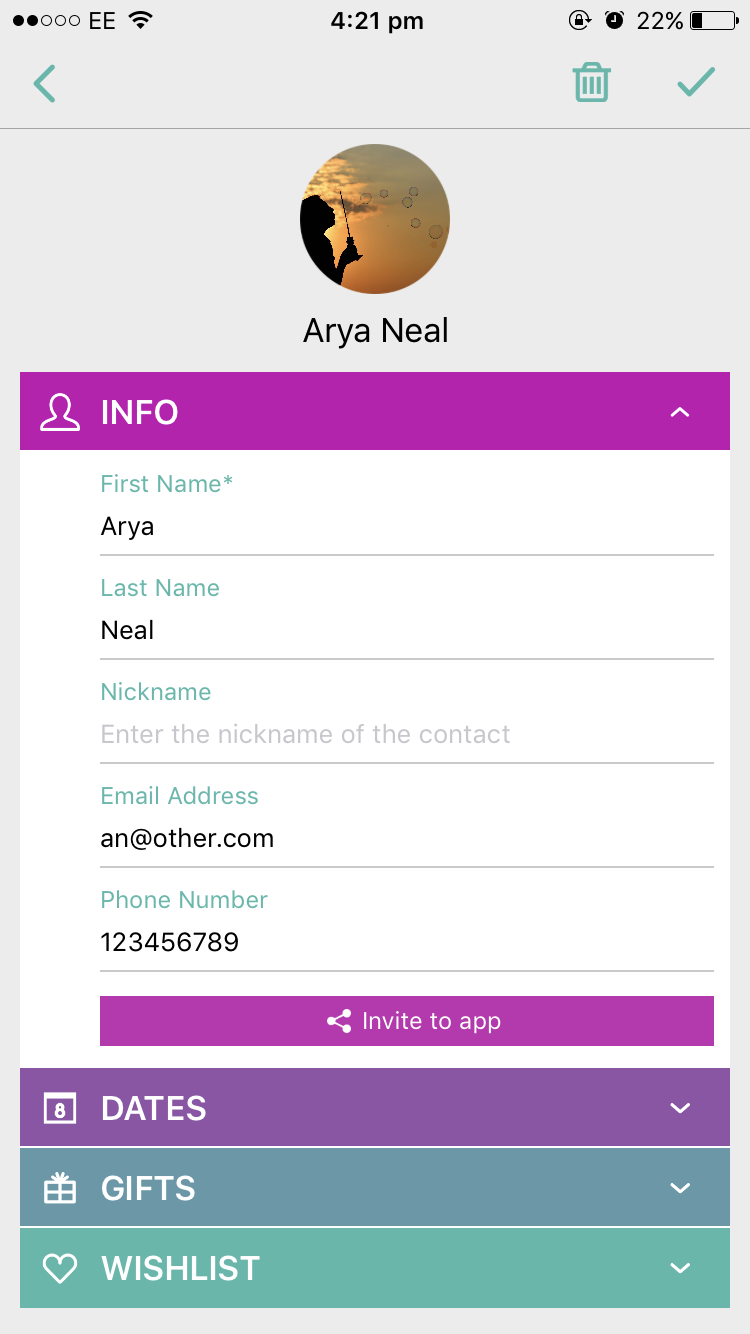 EE 4:21 pm 22%
Arya Neal
INFO
First Name*
Arya
Last Name
Neal
Nickname
Enter the nickname of the contact
Email Address
an@other.com
Phone Number
123456789
Invite to app
8 DATES
GIFTS
WISHLIST